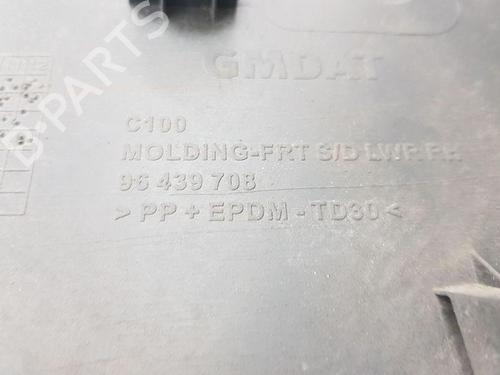 GMDAT
C100
MOLDING-FRT S/D LWR RH
96 439 708
> PP + EPDM - TD30 <
D-PARTS